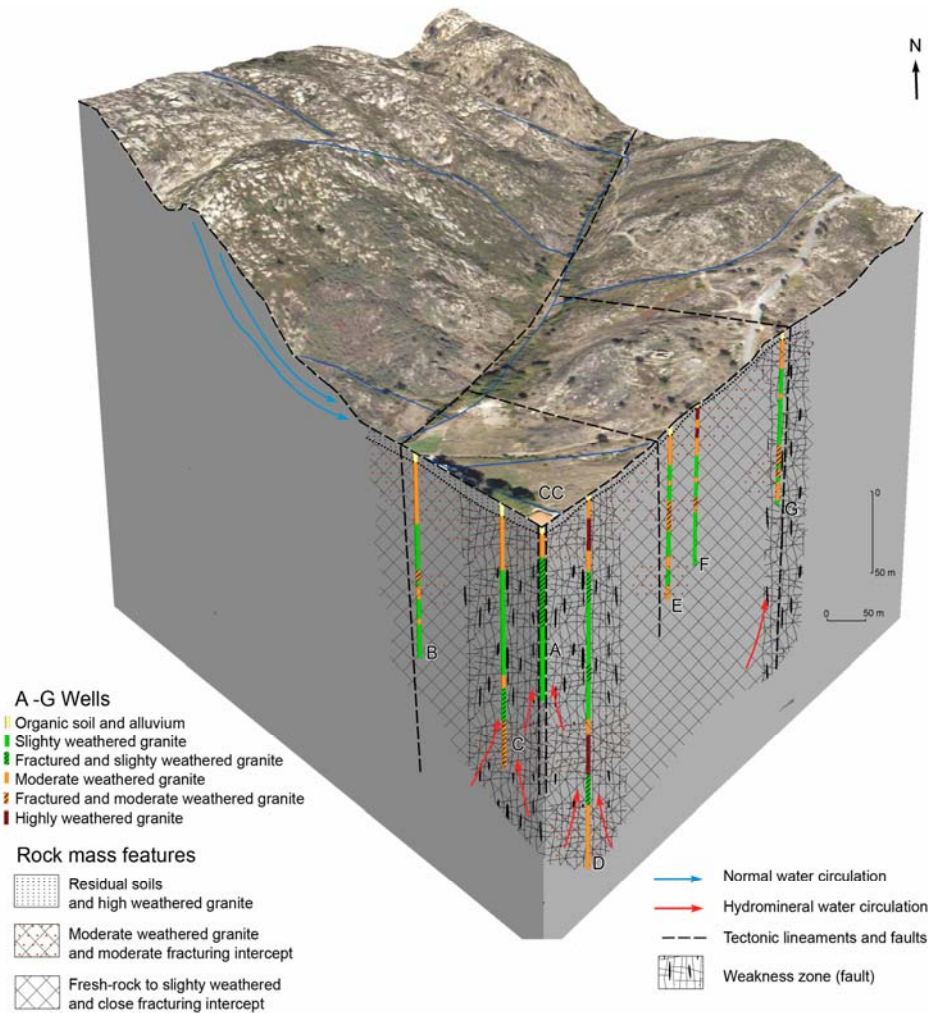 N
CC
0
50 m
0
50 m
A
B
C
D
E
F
G
A -G Wells
Organic soil and alluvium
Slighty weathered granite
Fractured and slighty weathered granite
Moderate weathered granite
Fractured and moderate weathered granite
Highly weathered granite
Rock mass features
Residual soils
and high weathered granite
Moderate weathered granite
and moderate fracturing intercept
Fresh-rock to slighty weathered
and close fracturing intercept
Normal water circulation
Hydromineral water circulation
Tectonic lineaments and faults
Weakness zone (fault)